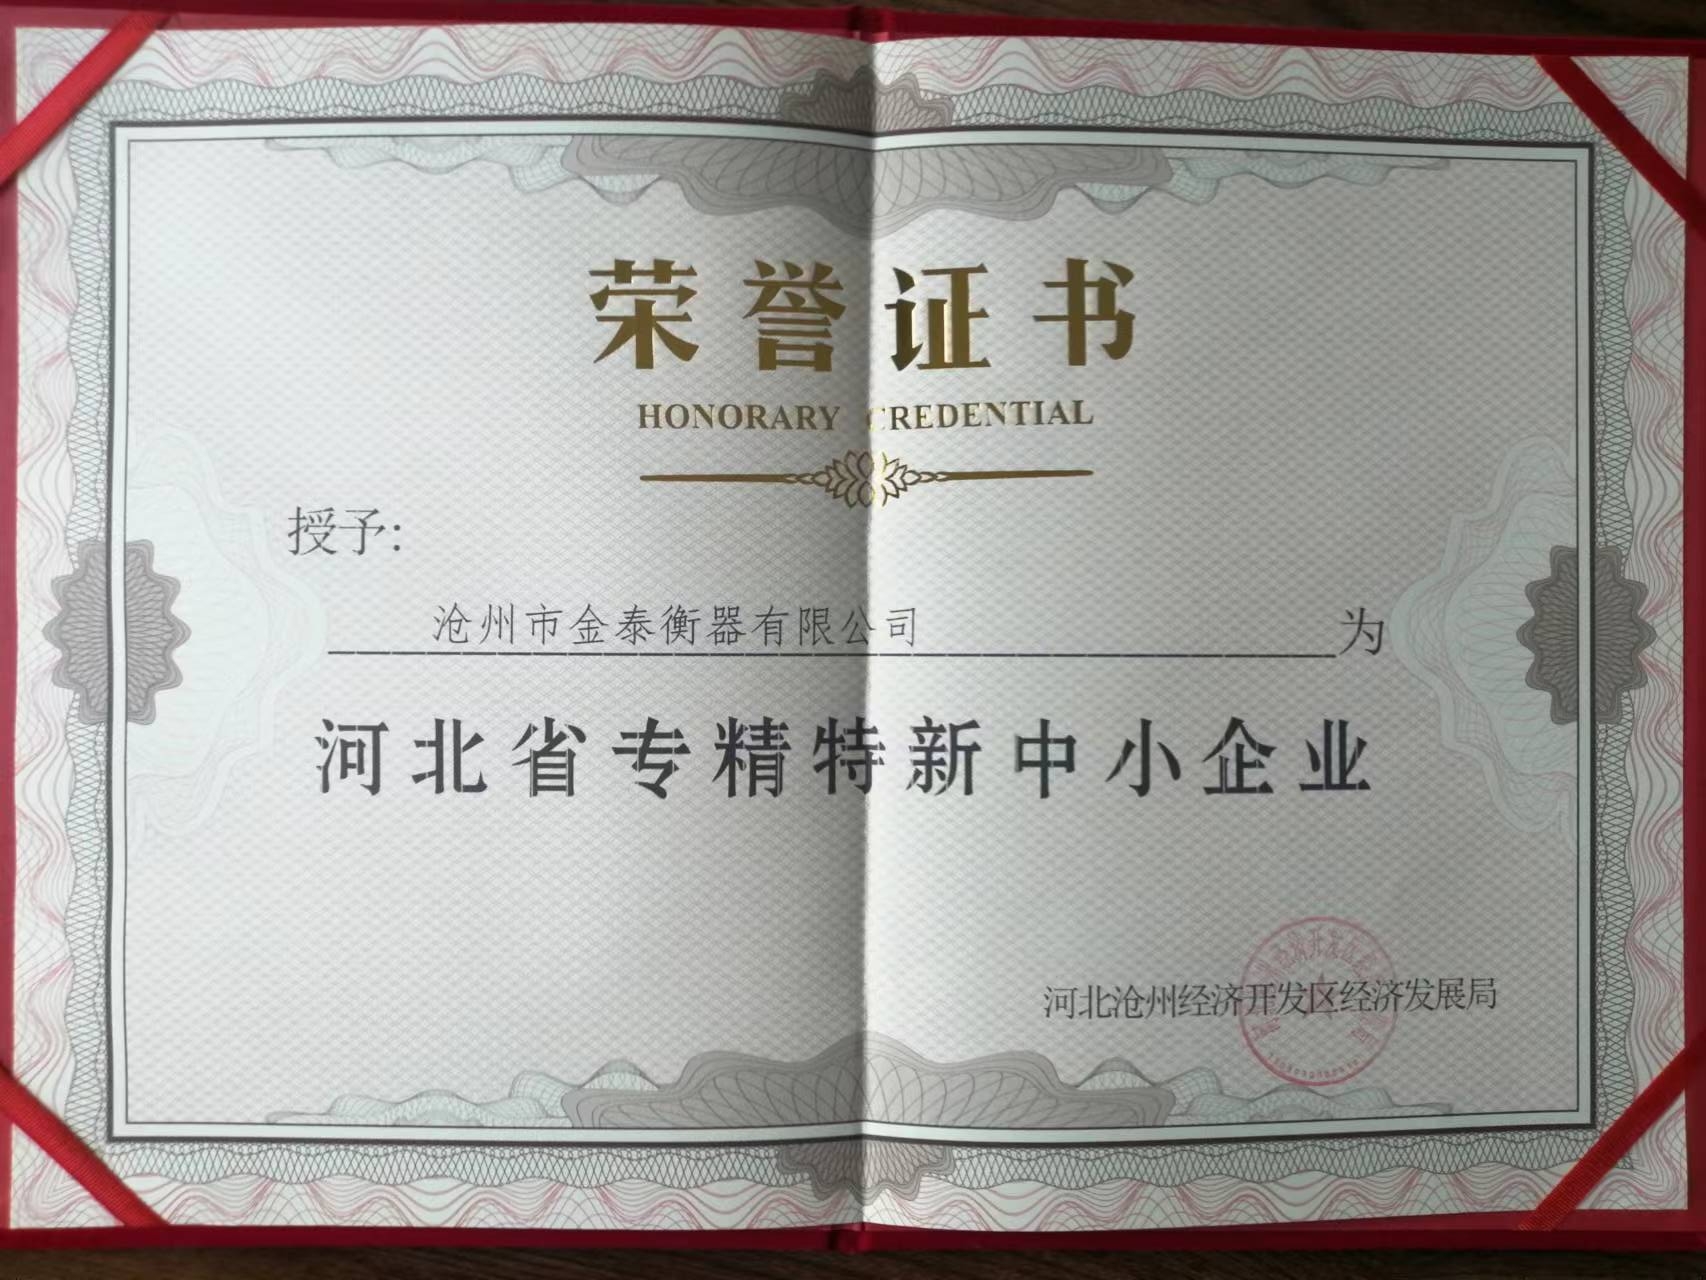 荣誉证书
HONORARY CREDENTIAL
授予:
沧州市金泰衡器有限公司 为
河北省专精特新中小企业
河北沧州经济开发区经济发展局